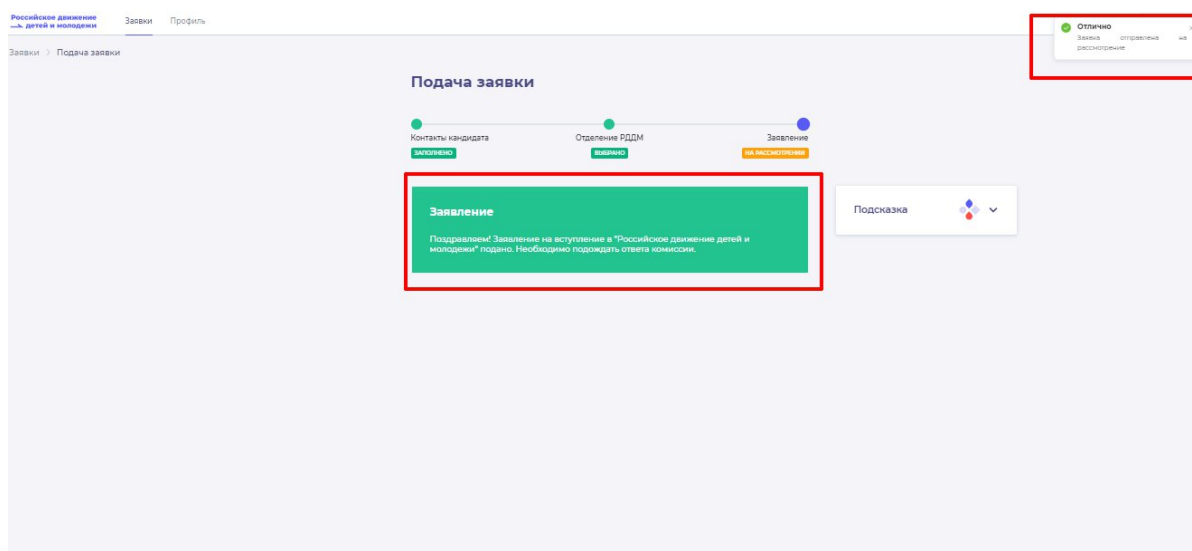 Российское движение
детей и молодежи
Заявки Профиль
Отлично
Заявка отправлена на
рассмотрение
Заявки > Подача заявки
Подача заявки
Контакты кандидата Отделение РДДМ Заявление
ЗАПОЛНЕНО ВЫБРАНО НА РАССМОТРЕНИИ
Заявление
Поздравляем! Заявление на вступление в "Российское движение детей и
молодежи" подано. Необходимо подождать ответа комиссии.
Подсказка